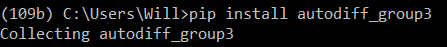 (109b) C:\Users\Will>pip install autodiff_group3
Collecting autodiff_group3